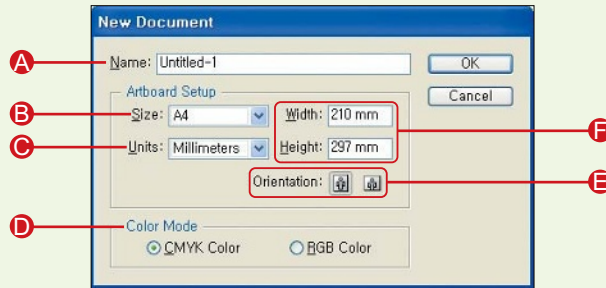 New Document
A Name: Untitled-1 OK
Artboard Setup Cancel
B Size: A4 Width: 210 mm F
C Units: Millimeters Height: 297 mm
Orientation: E
D Color Mode
CMYK Color RGB Color